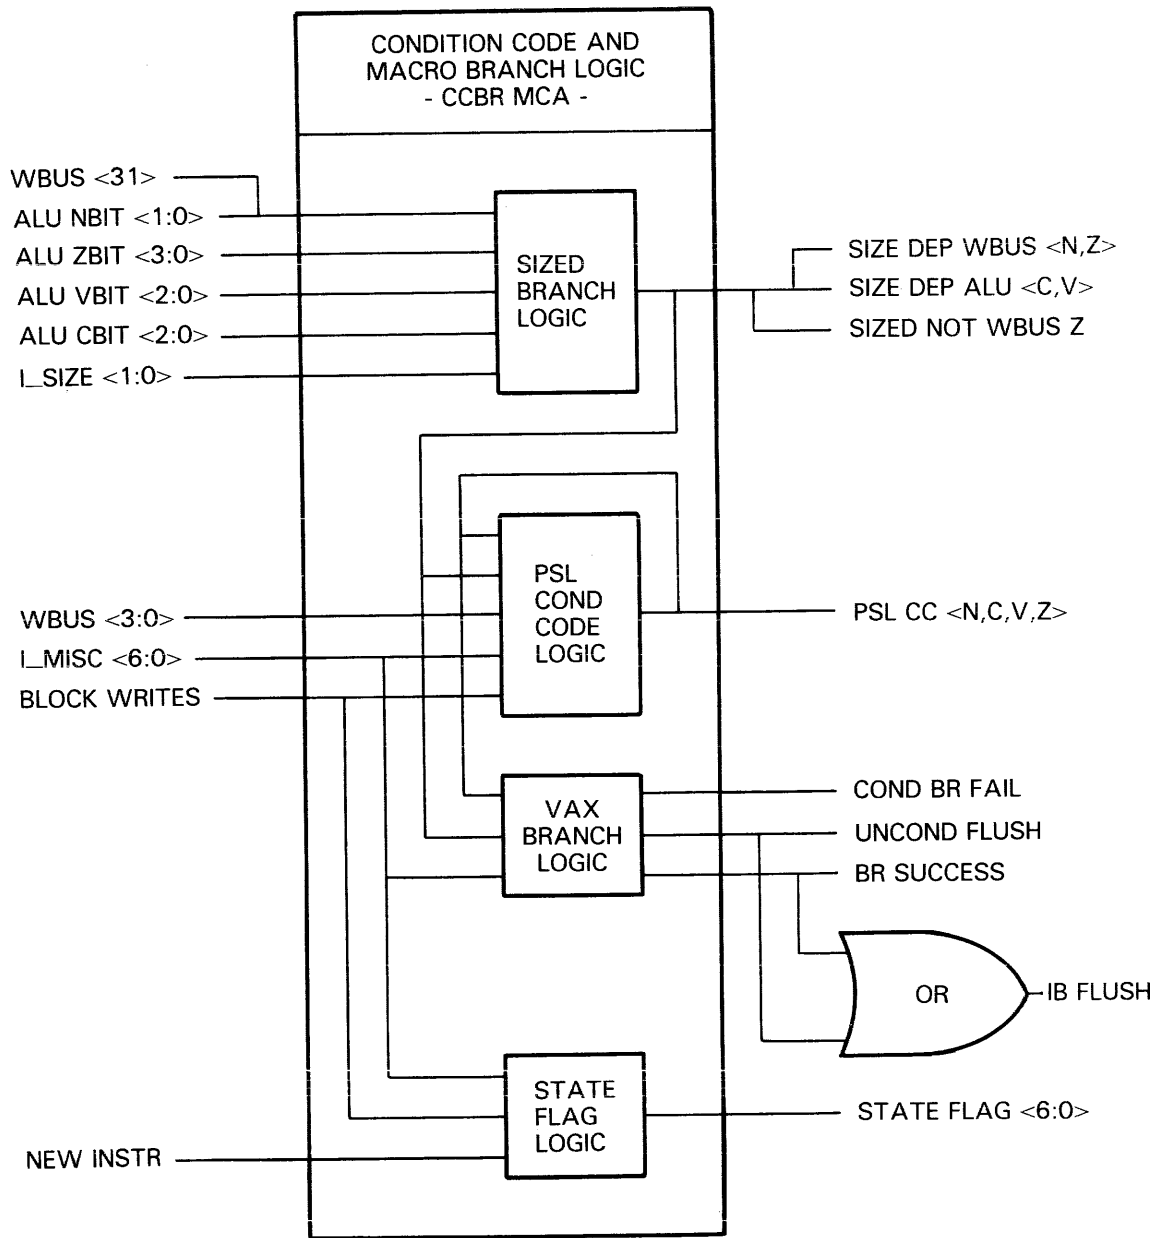 CONDITION CODE AND
MACRO BRANCH LOGIC
- CCBR MCA -
WBUS <31>
ALU NBIT <1:0>
ALU ZBIT <3:0>
ALU VBIT <2:0>
ALU CBIT <2:0>
I_SIZE <1:0>
SIZED
BRANCH
LOGIC
SIZE DEP WBUS <N,Z>
SIZE DEP ALU <C,V>
SIZED NOT WBUS Z
WBUS <3:0>
I_MISC <6:0>
BLOCK WRITES
PSL
COND
CODE
LOGIC
PSL CC <N,C,V,Z>
VAX
BRANCH
LOGIC
COND BR FAIL
UNCOND FLUSH
BR SUCCESS
OR
IB FLUSH
NEW INSTR
STATE
FLAG
LOGIC
STATE FLAG <6:0>